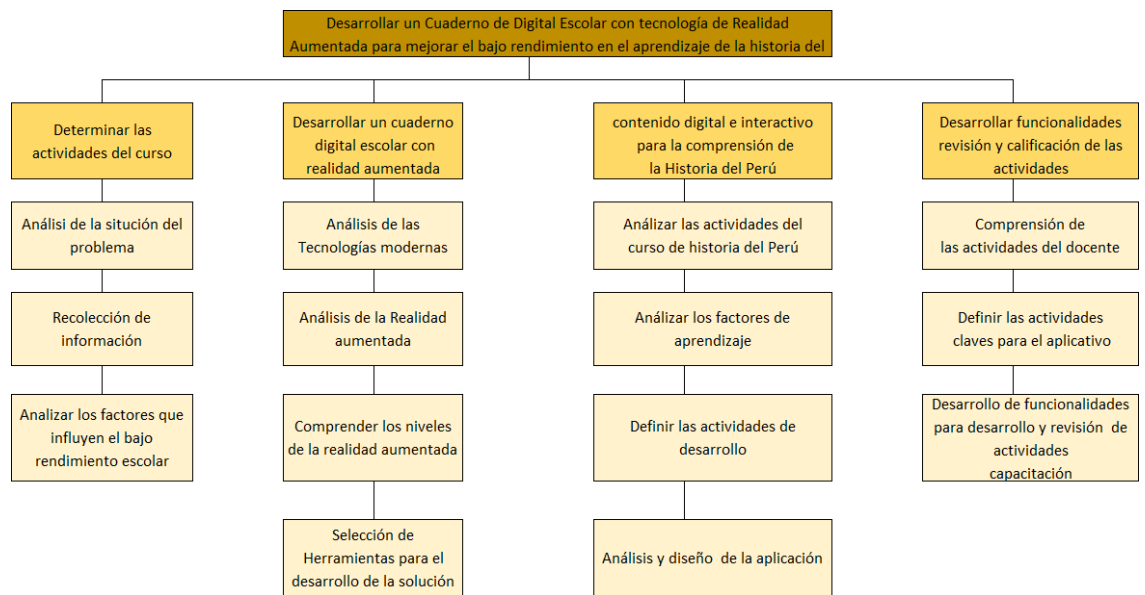 Desarrollar un Cuaderno de Digital Escolar con tecnología de Realidad
Aumentada para mejorar el bajo rendimiento en el aprendizaje de la historia del
Determinar las
actividades del curso
Análisi de la situción del
problema
Recolección de
información
Analizar los factores que
influyen el bajo
rendimiento escolar
Desarrollar un cuaderno
digital escolar con
realidad aumentada
Análisis de las
Tecnologías modernas
Análisis de la Realidad
aumentada
Comprender los niveles
de la realidad aumentada
Selección de
Herramientas para el
desarrollo de la solución
contenido digital e interactivo
para la comprensión de
la Historia del Perú
Análizar las actividades del
curso de historia del Perú
Análizar los factores de
aprendizaje
Definir las actividades de
desarrollo
Análisis y diseño de la aplicación
Desarrollar funcionalidades
revisión y calificación de las
actividades
Comprensión de
las actividades del docente
Definir las actividades
claves para el aplicativo
Desarrollo de funcionalidades
para desarrollo y revisión de
actividades
capacitación